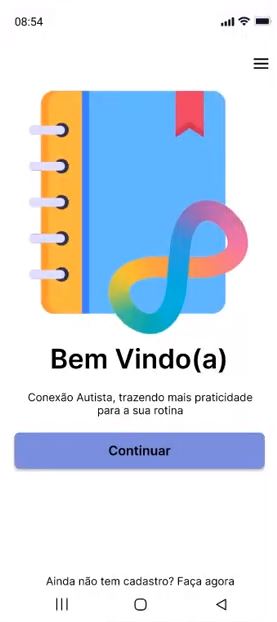 08:54
Bem Vindo(a)
Conexão Autista, trazendo mais praticidade
para a sua rotina
Continuar
Ainda não tem cadastro? Faça agora